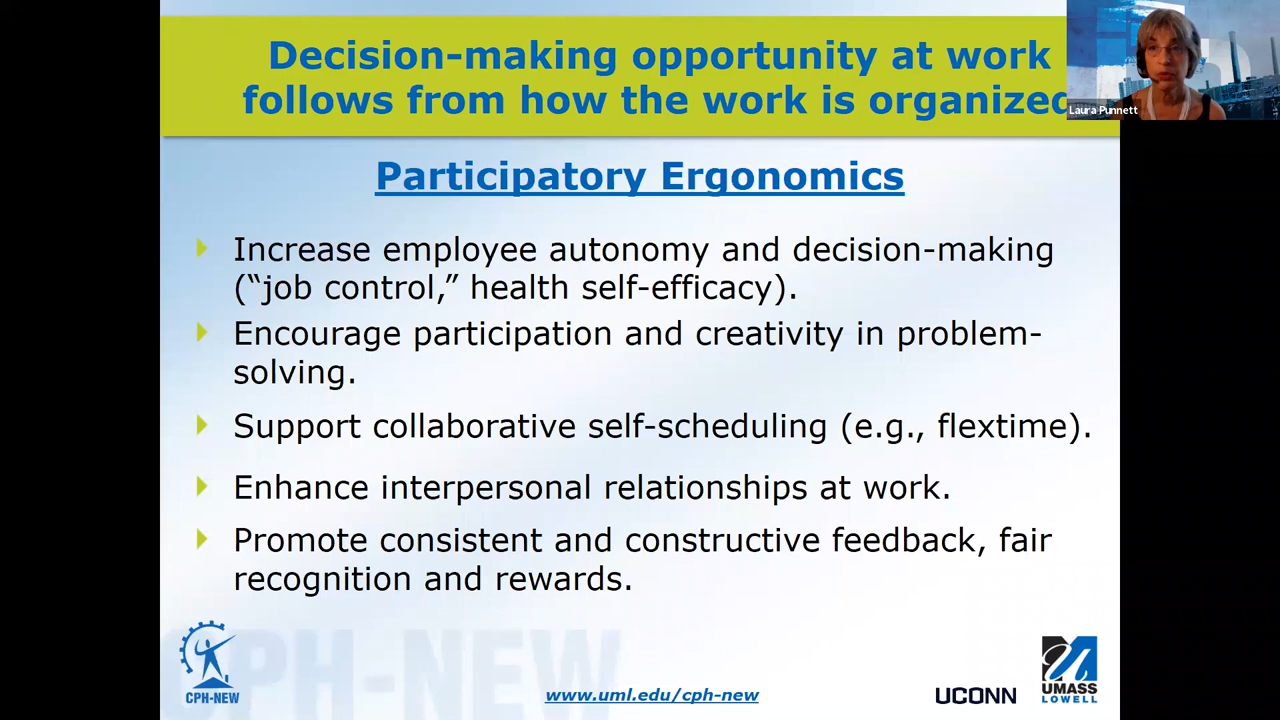 Decision-making opportunity at work
follows from how the work is organized
Laura Punnett
Participatory Ergonomics
Increase employee autonomy and decision-making
(“job control,” health self-efficacy).
Encourage participation and creativity in problem-
solving.
Support collaborative self-scheduling (e.g., flextime).
Enhance interpersonal relationships at work.
Promote consistent and constructive feedback, fair
recognition and rewards.
CPH-NEW
CPH-NEW
www.uml.edu/cph-new
UCONN
UMASS
LOWELL